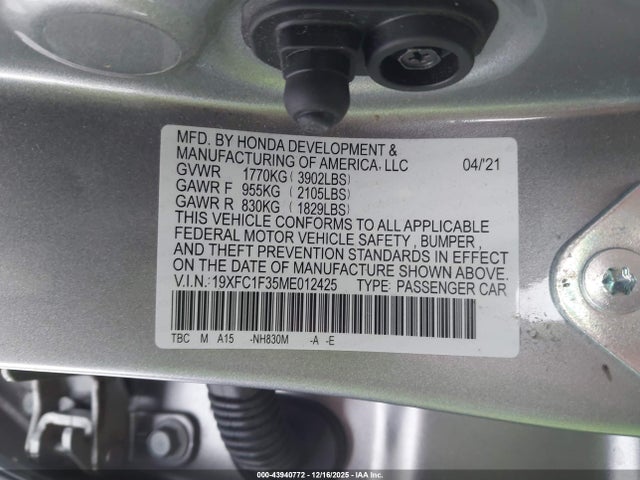 MFD. BY HONDA DEVELOPMENT &
MANUFACTURING OF AMERICA, LLC 04/'21
GVWR 1770KG (3902LBS)
GAWR F 955KG (2105LBS)
GAWR R 830KG (1829LBS)
THIS VEHICLE CONFORMS TO ALL APPLICABLE
FEDERAL MOTOR VEHICLE SAFETY, BUMPER,
AND THEFT PREVENTION STANDARDS IN EFFECT
ON THE DATE OF MANUFACTURE SHOWN ABOVE.
V.I.N.: 19XFC1F35ME012425 TYPE: PASSENGER CAR
TBC M A15 -NH830M -A -E
000-43940772 - 12/16/2025 - IAA Inc.